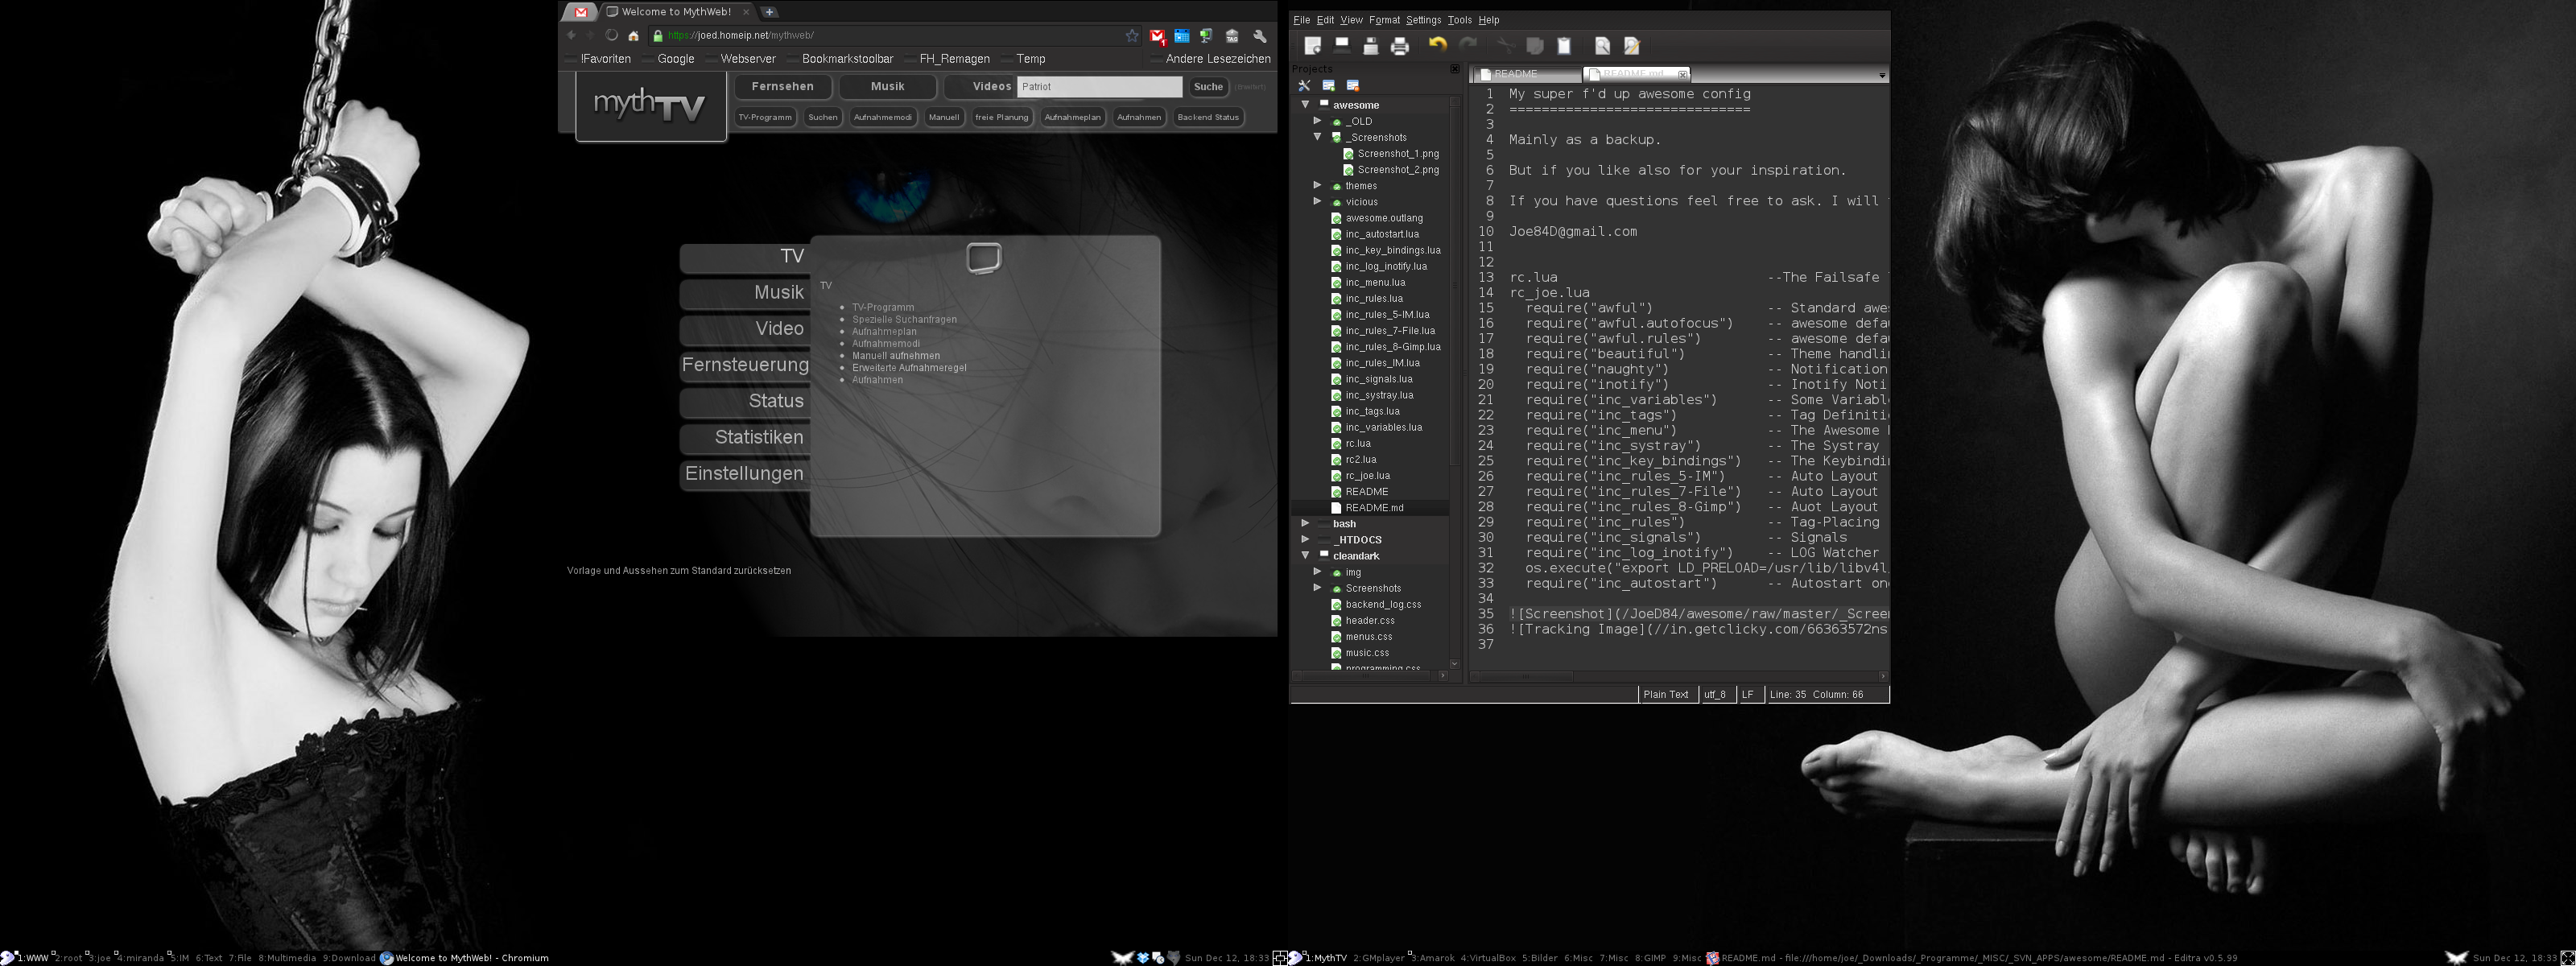 Welcome to MythWeb!
https://joed.homeip.net/mythweb/
1
!Favoriten Google Webserver Bookmarkstoolbar FH_Remagen Temp Andere Lesezeichen
mythTV
Fernsehen Musik Videos Patriot Suche
TV-Programm Suchen Aufnahmemodi Manuell freie Planung Aufnahmeplan Aufnahmen Backend Status
TV
Musik
Video
Fernsteuerung
Status
Statistiken
Einstellungen
TV
TV-Programm
Spezielle Suchanfragen
Aufnahmeplan
Aufnahmemodi
Manuell aufnehmen
Erweiterte Aufnahmeregel
Aufnahmen
Vorlage und Aussehen zum Standard zurücksetzen
File Edit View Format Settings Tools Help
Projects
awesome
_OLD
_Screenshots
Screenshot_1.png
Screenshot_2.png
themes
vicious
awesome.outlang
inc_autostart.lua
inc_key_bindings.lua
inc_log_inotify.lua
inc_menu.lua
inc_rules.lua
inc_rules_5-IM.lua
inc_rules_7-File.lua
inc_rules_8-Gimp.lua
inc_rules_IM.lua
inc_signals.lua
inc_systray.lua
inc_tags.lua
inc_variables.lua
rc.lua
rc2.lua
rc_joe.lua
README
README.md
bash
_HTDOCS
cleandark
img
Screenshots
backend_log.css
header.css
menus.css
music.css
programming.css
README README.md
1 My super f'd up awesome config
2 ==============================
3
4 Mainly as a backup.
5
6 But if you like also for your inspiration.
7
8 If you have questions feel free to ask. I will
9
10 Joe84D@gmail.com
11
12
13 rc.lua --The Failsafe
14 rc_joe.lua
15 require("awful") -- Standard awes
16 require("awful.autofocus") -- awesome defau
17 require("awful.rules") -- awesome defau
18 require("beautiful") -- Theme handlin
19 require("naughty") -- Notification
20 require("inotify") -- Inotify Noti
21 require("inc_variables") -- Some Variabl
22 require("inc_tags") -- Tag Definiti
23 require("inc_menu") -- The Awesome
24 require("inc_systray") -- The Systray
25 require("inc_key_bindings") -- The Keybindin
26 require("inc_rules_5-IM") -- Auto Layout
27 require("inc_rules_7-File") -- Auto Layout
28 require("inc_rules_8-Gimp") -- Auot Layout
29 require("inc_rules") -- Tag-Placing
30 require("inc_signals") -- Signals
31 require("inc_log_inotify") -- LOG Watcher
32 os.execute("export LD_PRELOAD=/usr/lib/libv4l
33 require("inc_autostart") -- Autostart on
34
35 ![Screenshot](/JoeD84/awesome/raw/master/_Screen
36 ![Tracking Image](//in.getclicky.com/66363572ns
37
Plain Text utf_8 LF Line: 35 Column: 66
1:WWW 2:root 3:joe 4:miranda 5:IM 6:Text 7:File 8:Multimedia 9:Download Welcome to MythWeb! - Chromium Sun Dec 12, 18:33
1:MythTV 2:GMplayer 3:Amarok 4:VirtualBox 5:Bilder 6:Misc 7:Misc 8:GIMP 9:Misc README.md - file:///home/joe/_Downloads/_Programme/_MISC/_SVN_APPS/awesome/README.md - Editra v0.5.99 Sun Dec 12, 18:33